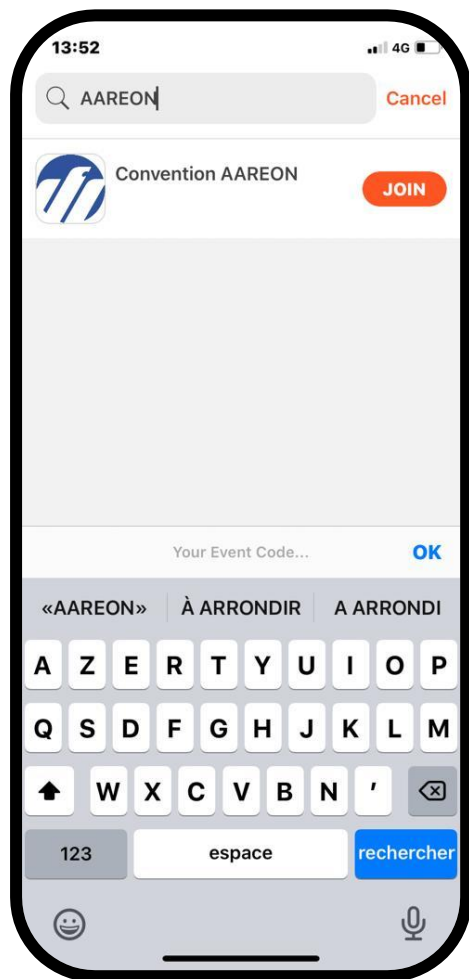 13:52
4G
AAREON
Cancel
Convention AAREON
JOIN
Your Event Code...
OK
«AAREON»
À ARRONDIR
A ARRONDI
A Z E R T Y U I O P
Q S D F G H J K L M
W X C V B N '
123
espace
rechercher